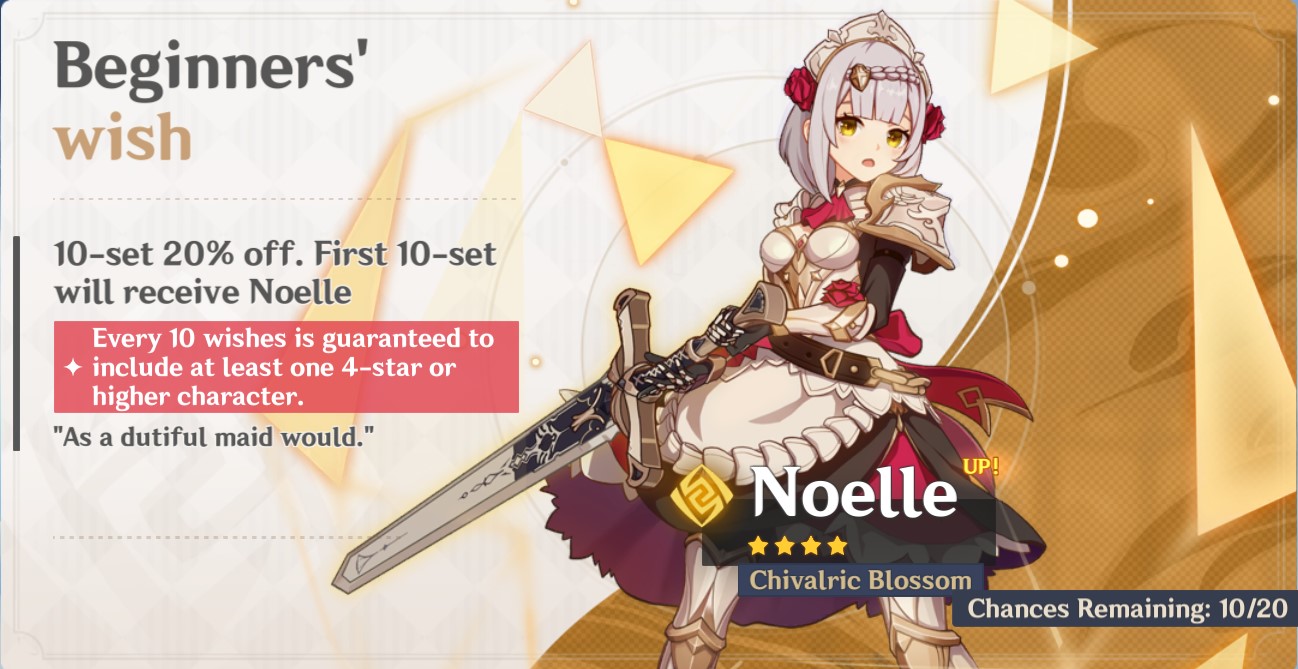 Beginners'
wish
10-set 20% off. First 10-set
will receive Noelle
Every 10 wishes is guaranteed to
✦ include at least one 4-star or
higher character.
"As a dutiful maid would."
Noelle UP!
Chivalric Blossom
Chances Remaining: 10/20